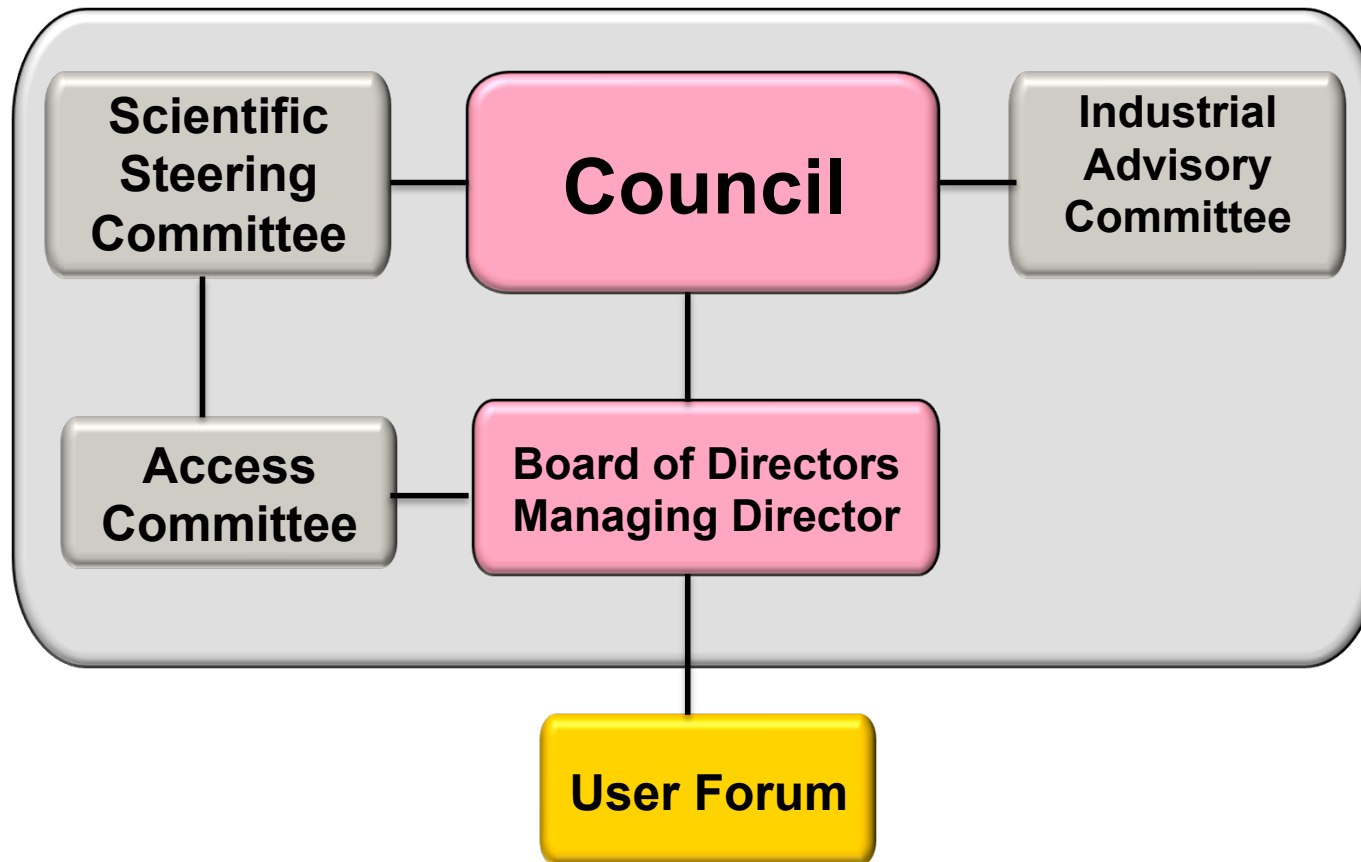 Scientific
Steering
Committee
Council
Industrial
Advisory
Committee
Access
Committee
Board of Directors
Managing Director
User Forum